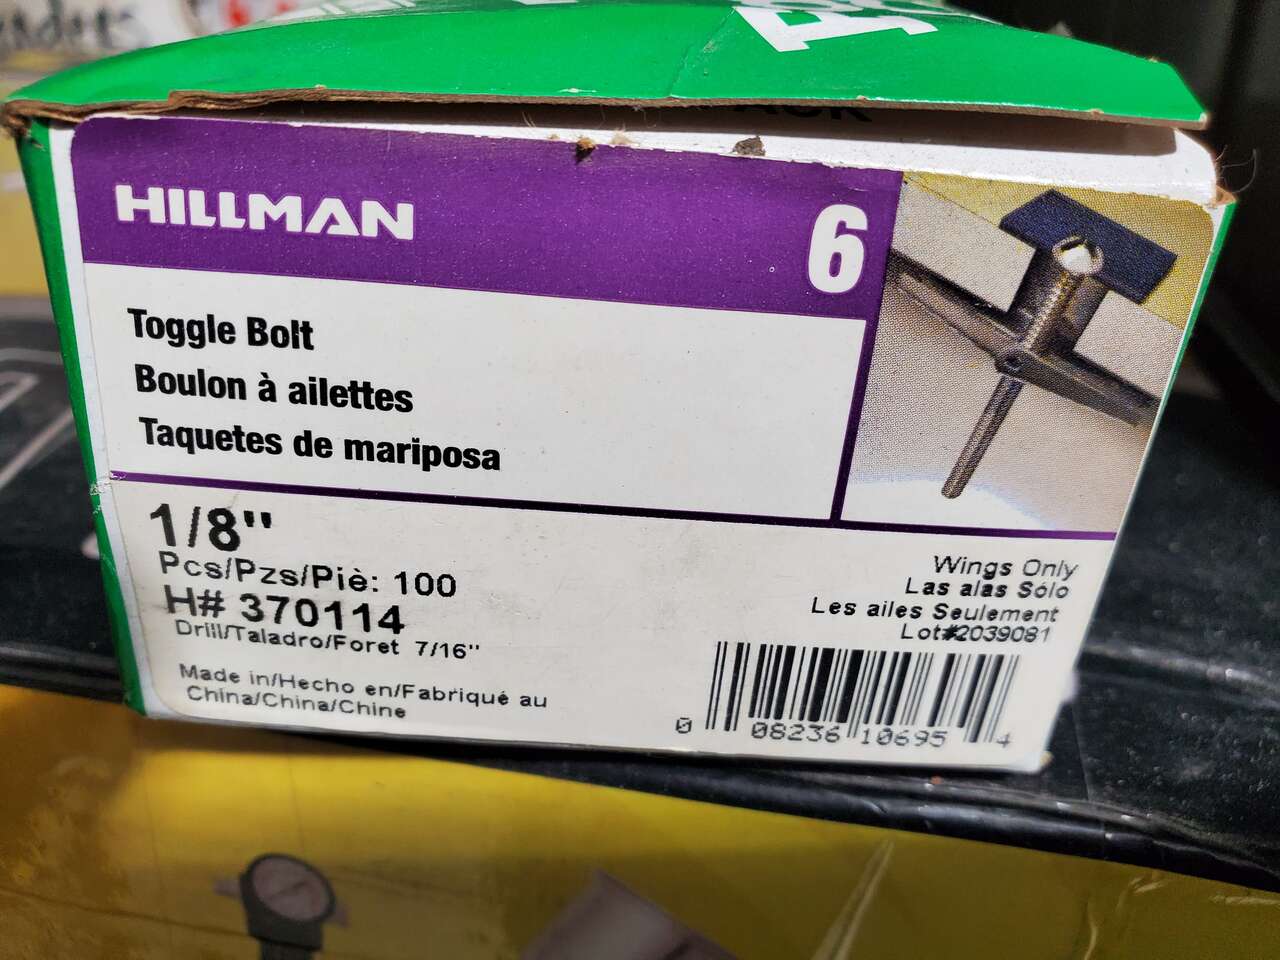 HILLMAN
6
Toggle Bolt
Boulon à ailettes
Taquetes de mariposa
1/8"
Pcs/Pzs/Piè: 100
H# 370114
Drill/Taladro/Foret 7/16"
Made in/Hecho en/Fabriqué au
China/China/Chine
Wings Only
Las alas Sólo
Les ailes Seulement
Lot#2039081
0 08236 10695 4